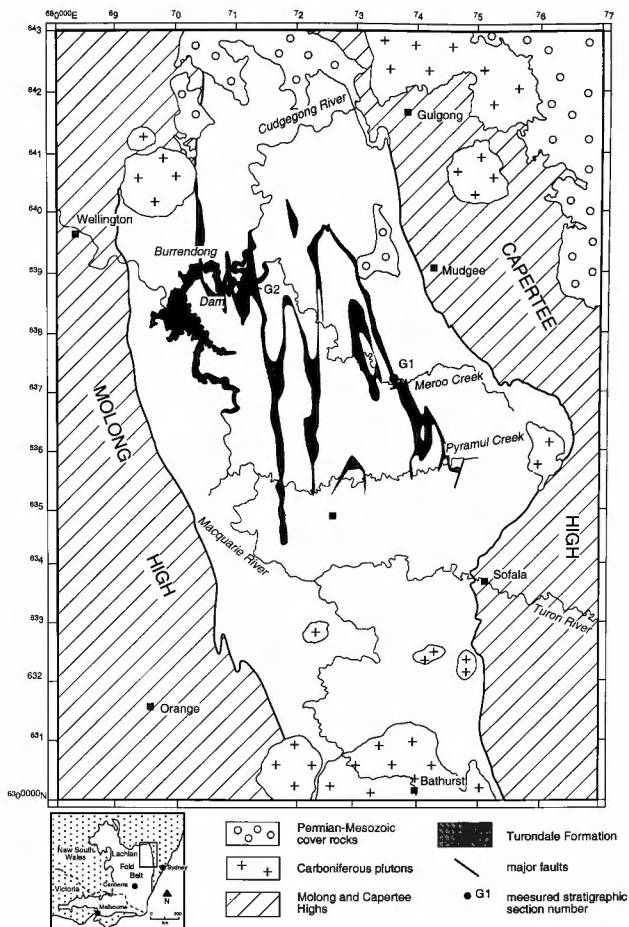 68⁰000E 70 71 72 73 74 75 76 77
643
642
641
640
639
638
637
636
635
634
639
632
631
63⁰0000N
Cudgegong River
Gulgong
Wellington
Burrendong
Dam
G2
Mudgee
CAPERTEE
HIGH
G1
Meroo Creek
Pyramul Creek
MOLONG
HIGH
Macquarie River
Sofala
Turon River
Orange
Bathurst
New South
Wales
Lachlan
Fold
Belt
Sydney
Canberra
Victoria
Melbourne
N
km
Permian-Mesozoic
cover rocks
Carboniferous plutons
Molong and Capertee
Highs
Turondale Formation
major faults
G1
meesured stratigraphic
section number